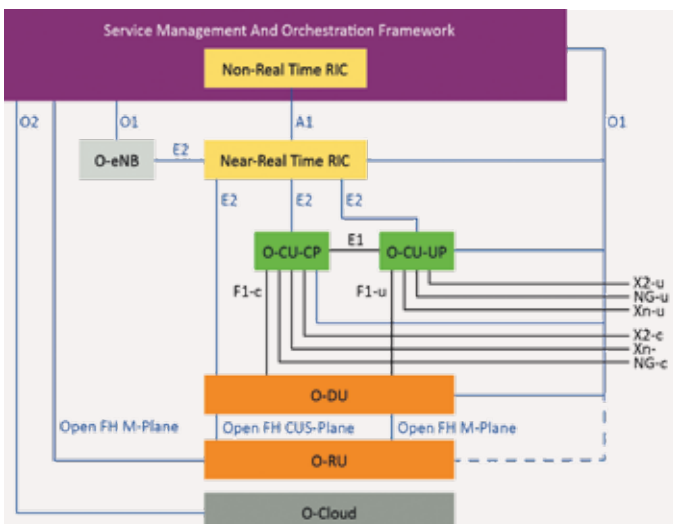 Service Management And Orchestration Framework
Non-Real Time RIC
O2
O1
A1
O1
O-eNB
E2
Near-Real Time RIC
E2
E2
E2
O-CU-CP
E1
O-CU-UP
F1-c
F1-u
X2-u
NG-u
Xn-u
X2-c
Xn-
NG-c
O-DU
Open FH M-Plane
Open FH CUS-Plane
Open FH M-Plane
O-RU
O-Cloud